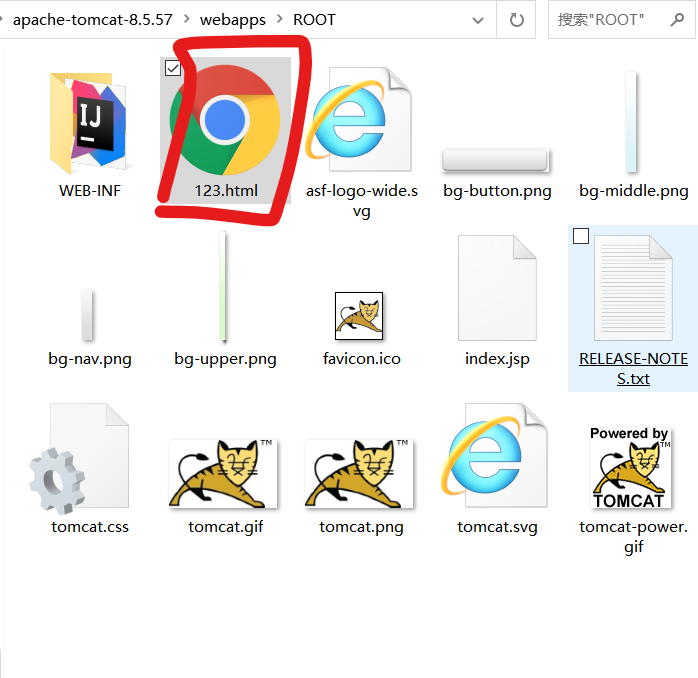 apache-tomcat-8.5.57 > webapps > ROOT
搜索"ROOT"
IJ
WEB-INF
123.html
asf-logo-wide.s
vg
bg-button.png
bg-middle.png
bg-nav.png
bg-upper.png
favicon.ico
index.jsp
RELEASE-NOTE
S.txt
tomcat.css
TM
tomcat.gif
TM
tomcat.png
tomcat.svg
Powered by
TM
TOMCAT
tomcat-power.
gif